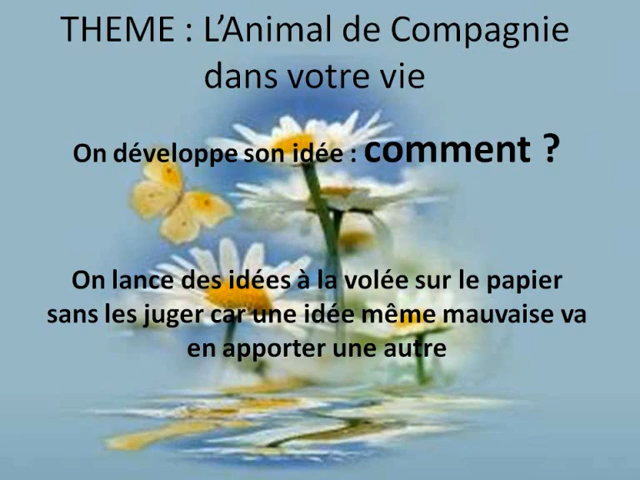 THEME : L’Animal de Compagnie
dans votre vie
On développe son idée : comment ?
On lance des idées à la volée sur le papier
sans les juger car une idée même mauvaise va
en apporter une autre